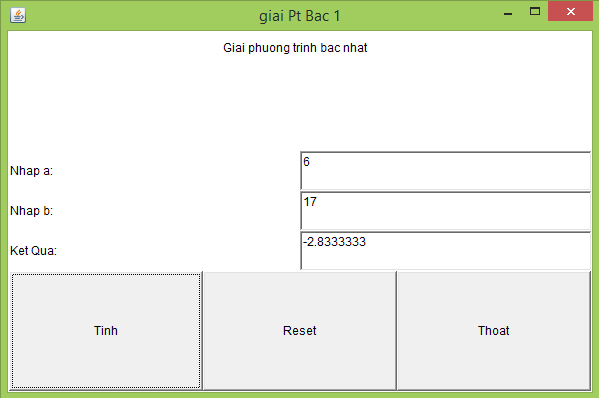 giai Pt Bac 1
Giai phuong trinh bac nhat
Nhap a:
6
Nhap b:
17
Ket Qua:
-2.8333333
Tinh
Reset
Thoat